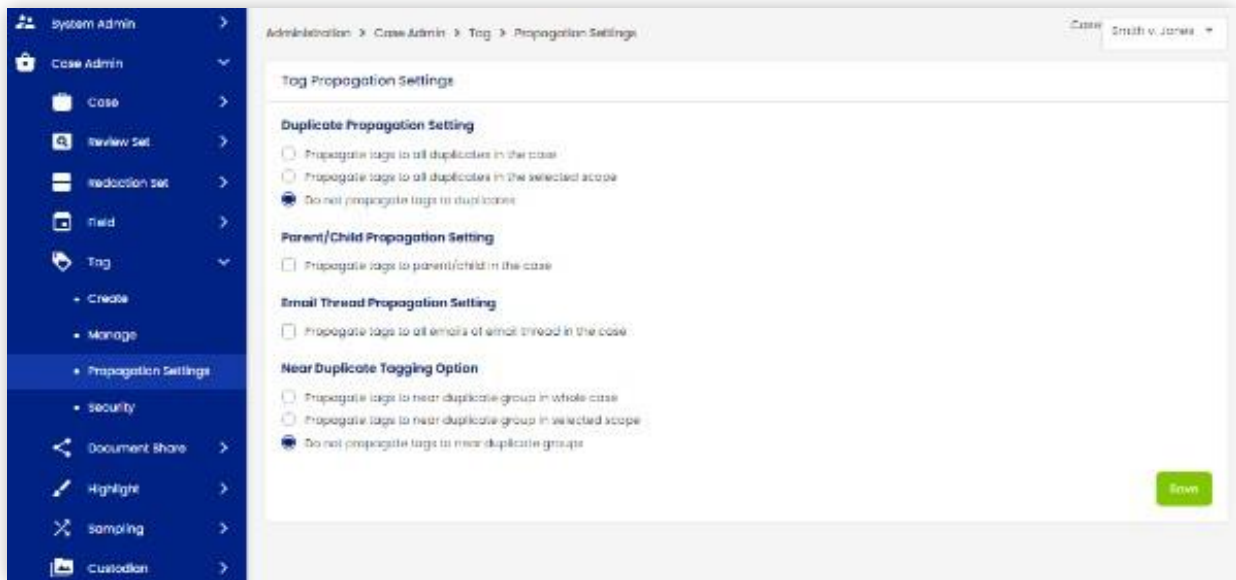 System Admin
Case Admin
Case
Review Set
Redaction Set
Field
Tag
Create
Manage
Propagation Settings
Security
Document Share
Highlight
Sampling
Custodian
Administration > Case Admin > Tag > Propagation Settings
Case
Smith v. Jones
Tag Propagation Settings
Duplicate Propagation Setting
Propagate tags to all duplicates in the case
Propagate tags to all duplicates in the selected scope
Do not propagate tags to duplicates
Parent/Child Propagation Setting
Propagate tags to parent/child in the case
Email Thread Propagation Setting
Propagate tags to all emails of email thread in the case
Near Duplicate Tagging Option
Propagate tags to near duplicate group in whole case
Propagate tags to near duplicate group in selected scope
Do not propagate tags to near duplicate groups
Save